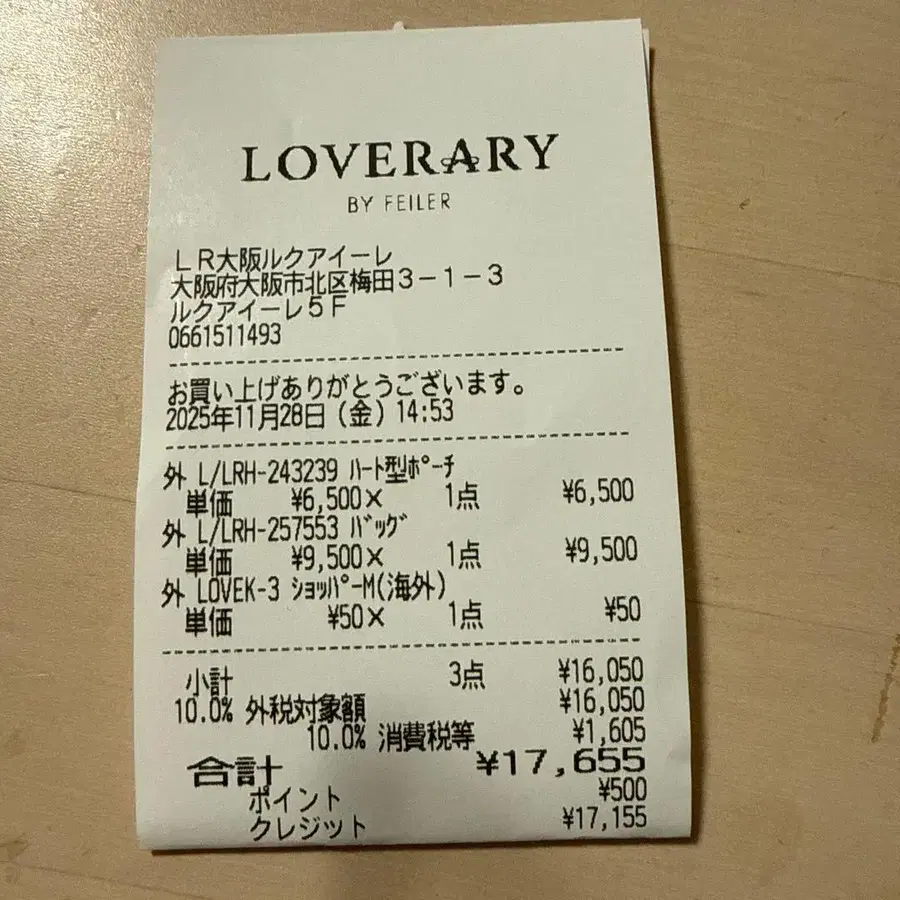 LOVERARY
BY FEILER
LR大阪ルクアイーレ
大阪府大阪市北区梅田3-1-3
ルクアイーレ5F
0661511493
お買い上げありがとうございます。
2025年11月28日(金)14:53
外 L/LRH-243239 ﾊｰﾄ型ﾎﾟｰﾁ
単価 ¥6,500× 1点 ¥6,500
外 L/LRH-257553 ﾊﾞｯｸﾞ
単価 ¥9,500× 1点 ¥9,500
外 LOVEK-3 ｼｮｯﾊﾟｰM(海外)
単価 ¥50× 1点 ¥50
小計 3点 ¥16,050
10.0% 外税対象額 ¥16,050
10.0% 消費税等 ¥1,605
合計 ¥17,655
ポイント ¥500
クレジット ¥17,155